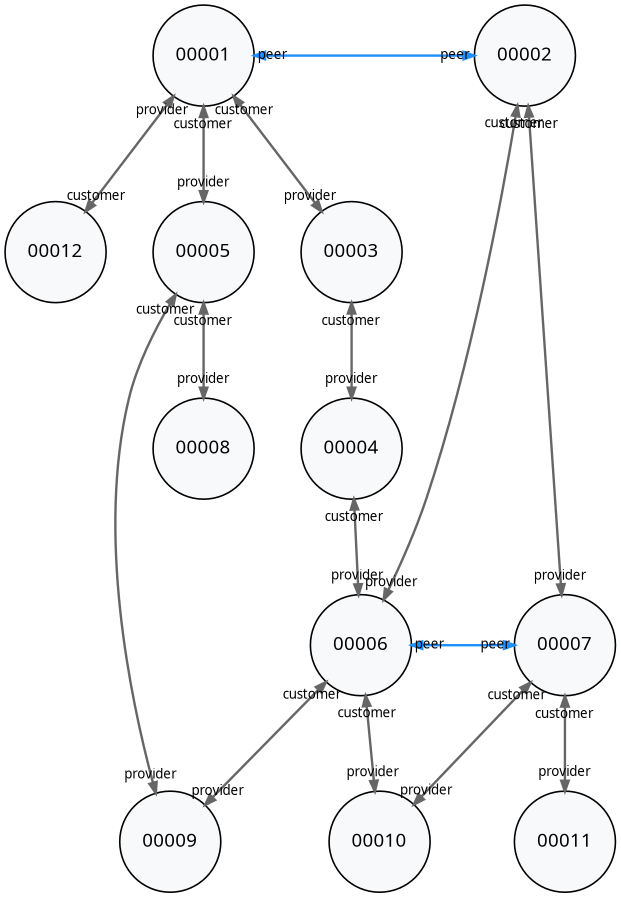 00001
00002
peer
peer
provider
customer
customer
customer
customer
customer
provider
provider
00012
00005
00003
customer
customer
customer
provider
provider
00008
00004
customer
provider
provider
provider
00006
peer
peer
00007
customer
customer
customer
customer
provider
provider
provider
provider
provider
00009
00010
00011